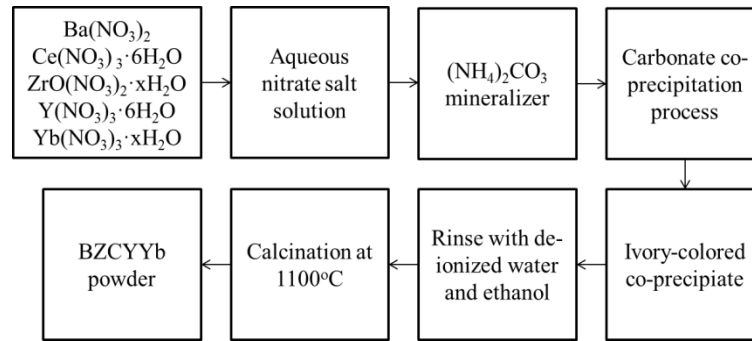 Ba(NO₃)₂
Ce(NO₃)₃·6H₂O
ZrO(NO₃)₂·xH₂O
Y(NO₃)₃·6H₂O
Yb(NO₃)₃·xH₂O
Aqueous
nitrate salt
solution
(NH₄)₂CO₃
mineralizer
Carbonate co-
precipitation
process
Ivory-colored
co-precipiate
Rinse with de-
ionized water
and ethanol
Calcination at
1100ᵒC
BZCYYb
powder